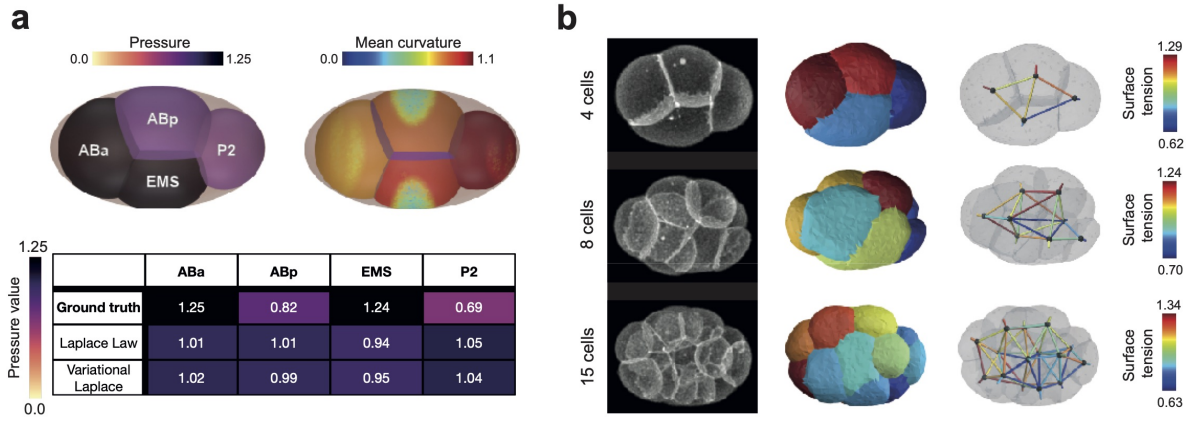 a
Pressure
0.0 1.25
Mean curvature
0.0 1.1
ABp
ABa
P2
EMS
1.25
Pressure value
0.0
ABa ABp EMS P2
Ground truth 1.25 0.82 1.24 0.69
Laplace Law 1.01 1.01 0.94 1.05
Variational
Laplace 1.02 0.99 0.95 1.04
b
4 cells
1.29
Surface
tension
0.62
8 cells
1.24
Surface
tension
0.70
15 cells
1.34
Surface
tension
0.63